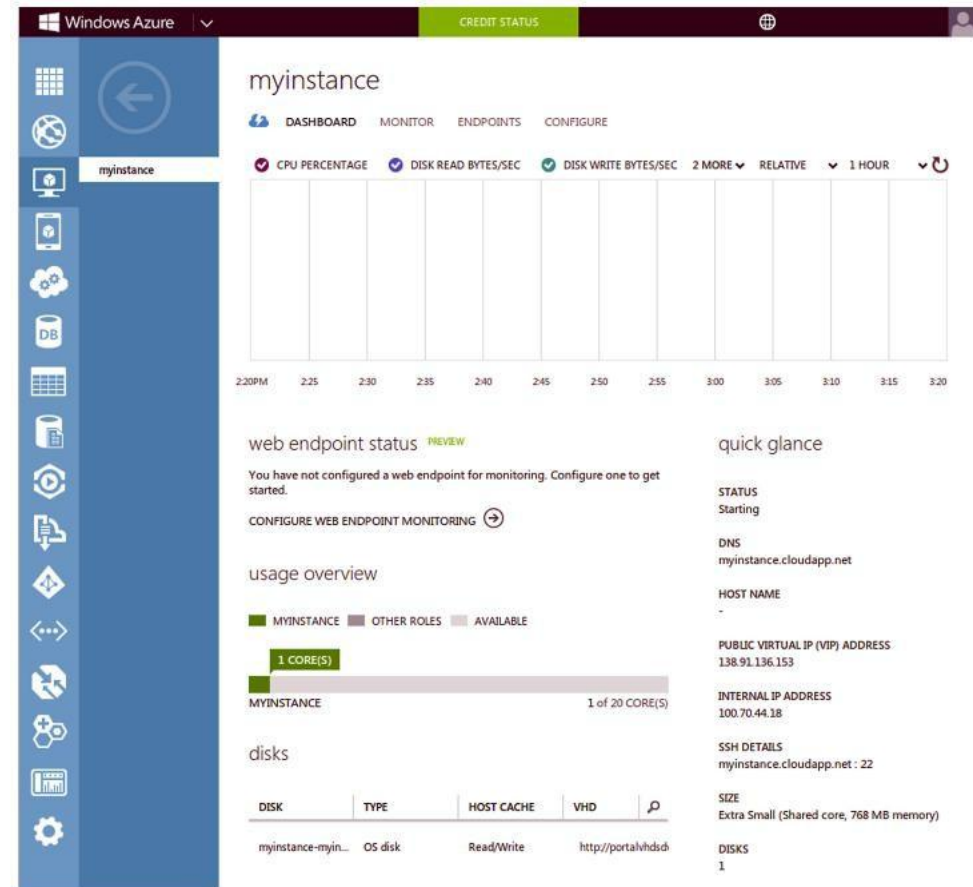 Windows Azure
CREDIT STATUS
myinstance
myinstance
DASHBOARD MONITOR ENDPOINTS CONFIGURE
CPU PERCENTAGE DISK READ BYTES/SEC DISK WRITE BYTES/SEC 2 MORE RELATIVE 1 HOUR
2:20PM 2:25 2:30 2:35 2:40 2:45 2:50 2:55 3:00 3:05 3:10 3:15 3:20
web endpoint status PREVIEW
You have not configured a web endpoint for monitoring. Configure one to get
started.
CONFIGURE WEB ENDPOINT MONITORING
usage overview
MYINSTANCE OTHER ROLES AVAILABLE
1 CORE(S)
MYINSTANCE 1 of 20 CORE(S)
disks
DISK TYPE HOST CACHE VHD
myinstance-myin... OS disk Read/Write http://portalvhdsd
quick glance
STATUS
Starting
DNS
myinstance.cloudapp.net
HOST NAME
-
PUBLIC VIRTUAL IP (VIP) ADDRESS
138.91.136.153
INTERNAL IP ADDRESS
100.70.44.18
SSH DETAILS
myinstance.cloudapp.net : 22
SIZE
Extra Small (Shared core, 768 MB memory)
DISKS
1
DB